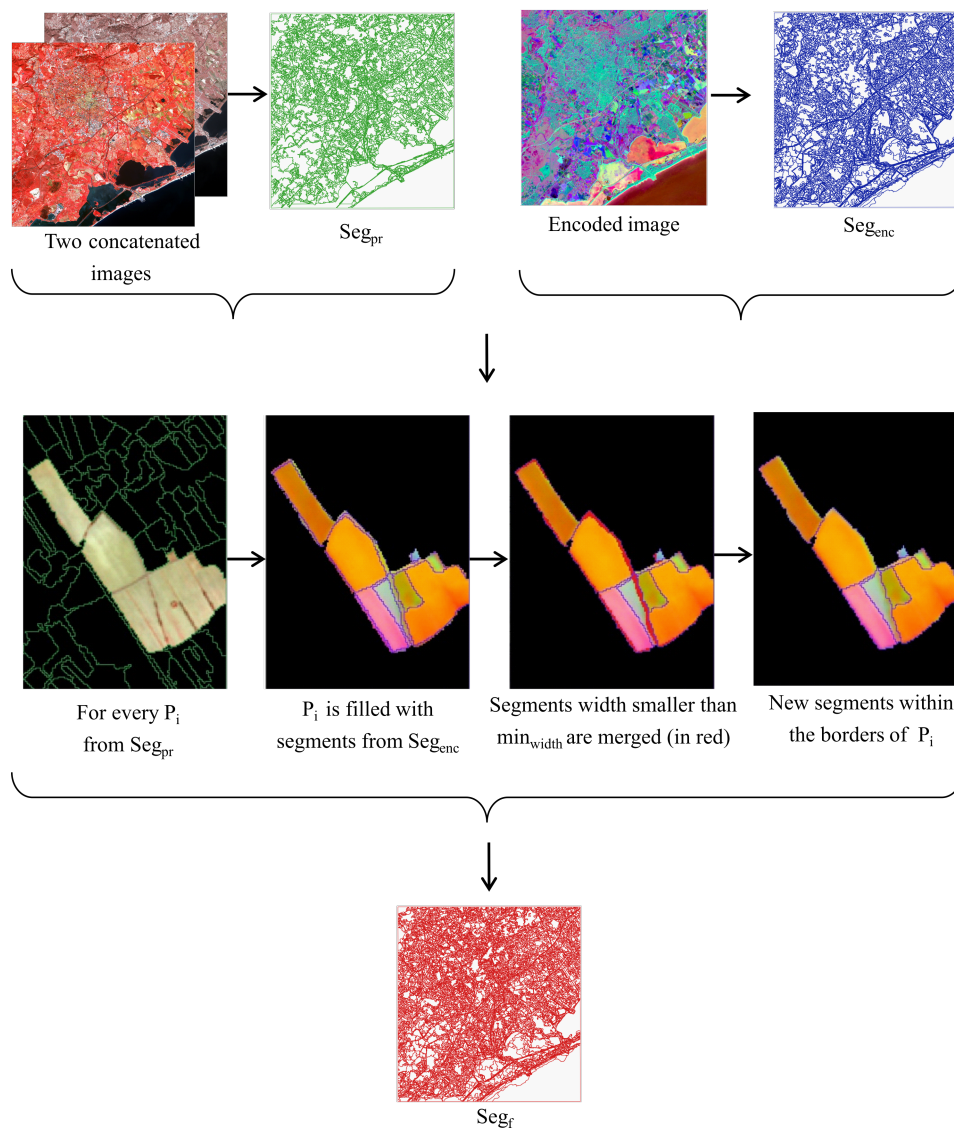 Two concatenated
images
Seg_pr
Encoded image
Seg_enc
For every P_i
from Seg_pr
P_i is filled with
segments from Seg_enc
Segments width smaller than
min_width are merged (in red)
New segments within
the borders of P_i
Seg_f